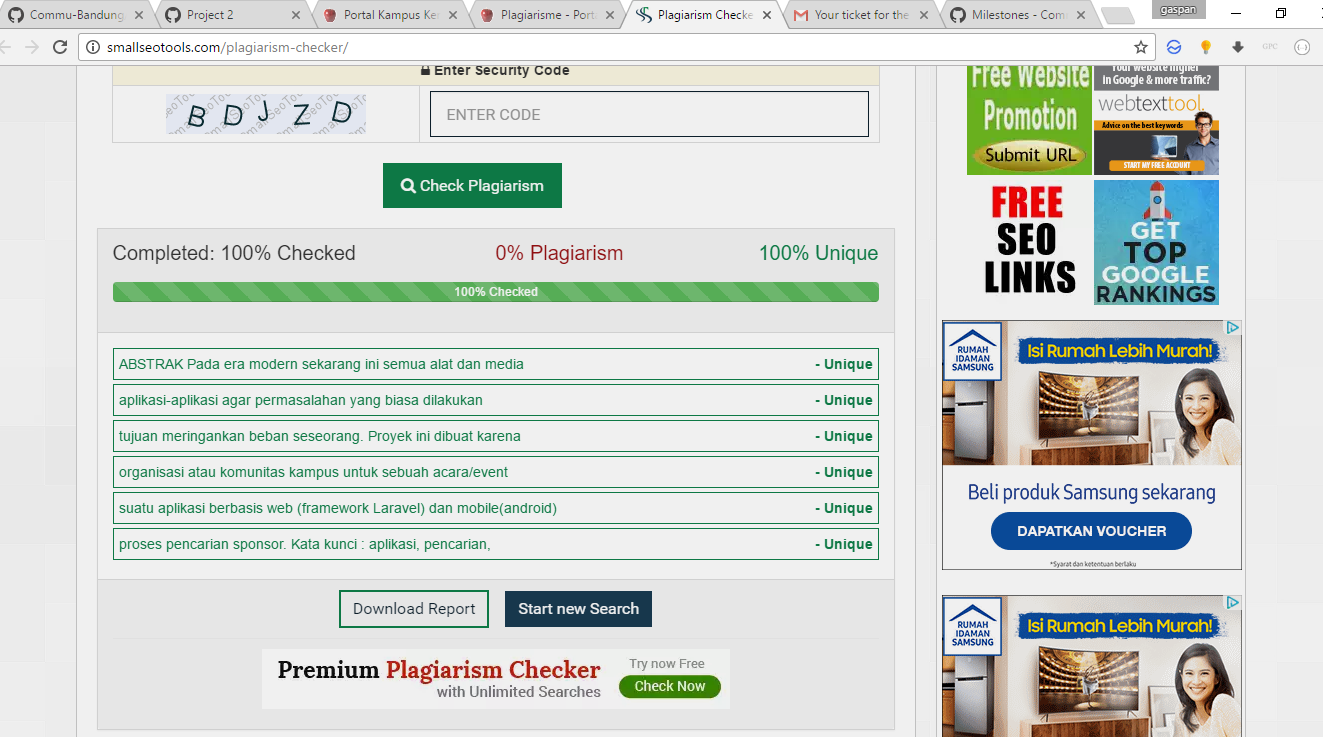 Commu-Bandung
Project 2
Portal Kampus Ke
Plagiarisme - Port
Plagiarism Checke
Your ticket for the
Milestones - Com
gaspan
smallseotools.com/plagiarism-checker/
GPC
Enter Security Code
BDJZD
ENTER CODE
Check Plagiarism
Completed: 100% Checked
0% Plagiarism
100% Unique
100% Checked
ABSTRAK Pada era modern sekarang ini semua alat dan media - Unique
aplikasi-aplikasi agar permasalahan yang biasa dilakukan - Unique
tujuan meringankan beban seseorang. Proyek ini dibuat karena - Unique
organisasi atau komunitas kampus untuk sebuah acara/event - Unique
suatu aplikasi berbasis web (framework Laravel) dan mobile(android) - Unique
proses pencarian sponsor. Kata kunci : aplikasi, pencarian, - Unique
Download Report
Start new Search
Premium Plagiarism Checker
with Unlimited Searches
Try now Free
Check Now
Free Website
Promotion
Submit URL
Your website higher
in Google & more traffic?
webtexttool.
Advice on the best keywords
START MY FREE ACCOUNT
FREE
SEO
LINKS
GET
TOP
GOOGLE
RANKINGS
RUMAH
IDAMAN
SAMSUNG
Isi Rumah Lebih Murah!
Beli produk Samsung sekarang
DAPATKAN VOUCHER
*Syarat dan ketentuan berlaku
RUMAH
IDAMAN
SAMSUNG
Isi Rumah Lebih Murah!